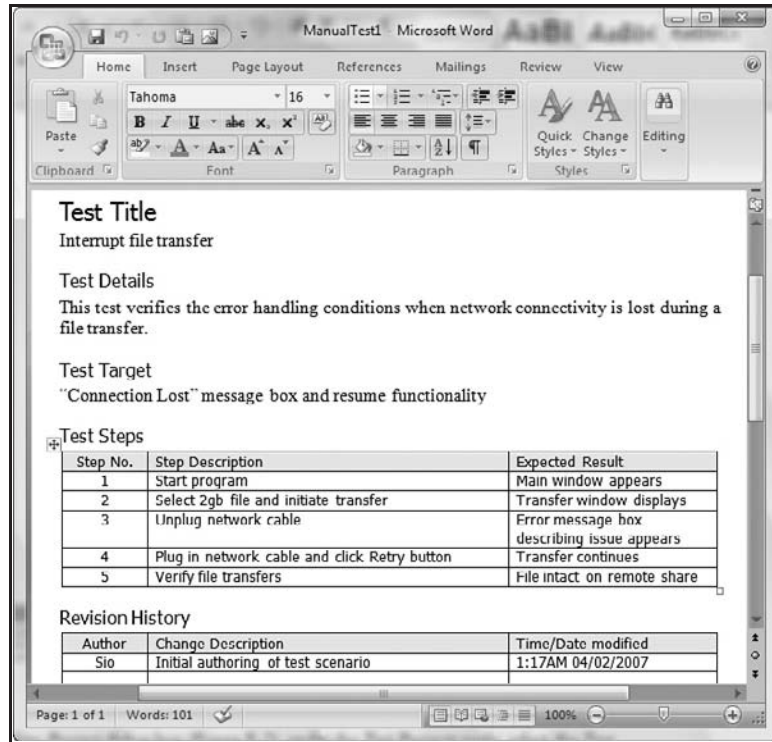 ManualTest1 - Microsoft Word
Home Insert Page Layout References Mailings Review View
Tahoma 16
Paste
B I U abc x₂ x² 
Aa A A
Quick Styles Change Styles Editing
Clipboard Font Paragraph Styles
Test Title
Interrupt file transfer
Test Details
This test verifies the error handling conditions when network connectivity is lost during a
file transfer.
Test Target
"Connection Lost" message box and resume functionality
Test Steps
Step No. Step Description Expected Result
1 Start program Main window appears
2 Select 2gb file and initiate transfer Transfer window displays
3 Unplug network cable Error message box
describing issue appears
4 Plug in network cable and click Retry button Transfer continues
5 Verify file transfers File intact on remote share
Revision History
Author Change Description Time/Date modified
Sio Initial authoring of test scenario 1:17AM 04/02/2007
Page: 1 of 1 Words: 101 100%